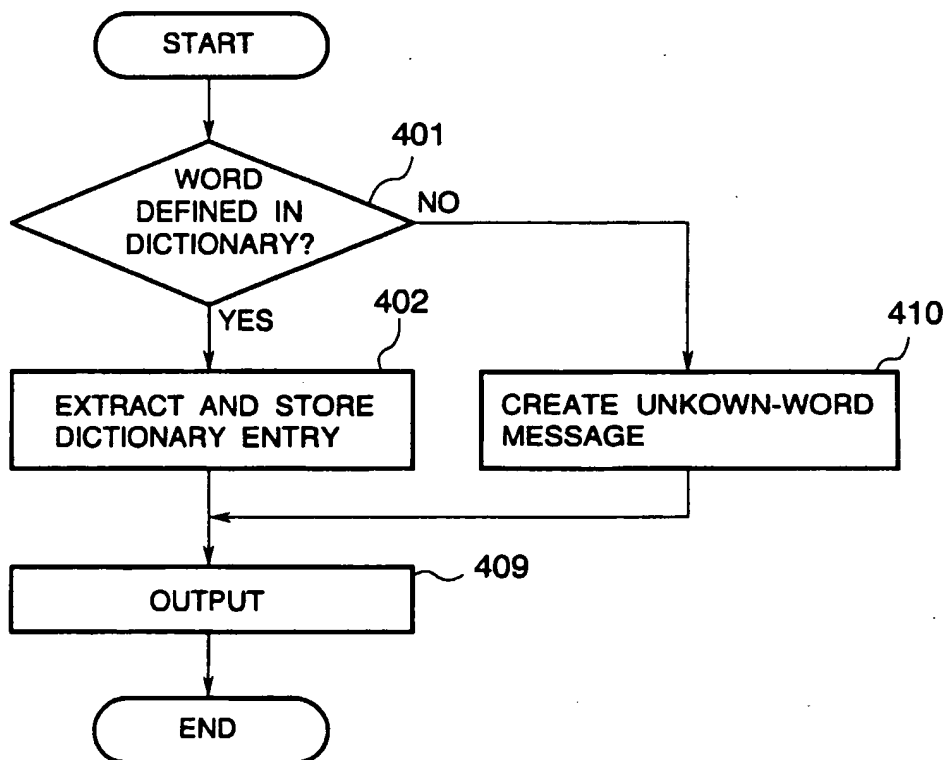 START
401
WORD
DEFINED IN
DICTIONARY?
NO
YES
402
410
EXTRACT AND STORE
DICTIONARY ENTRY
CREATE UNKOWN-WORD
MESSAGE
409
OUTPUT
END